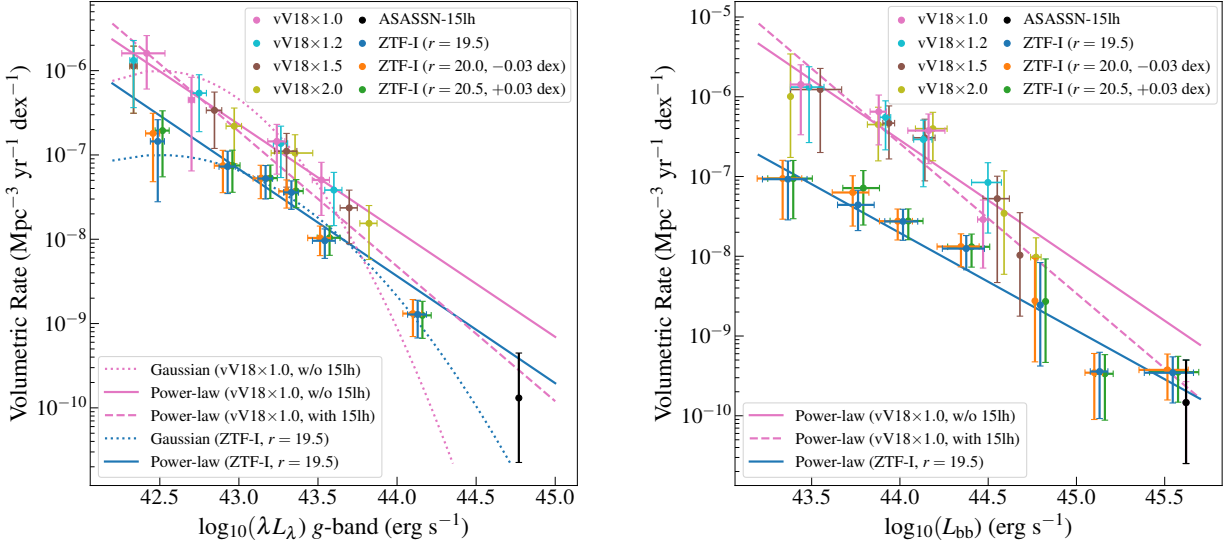 vV18×1.0
vV18×1.2
vV18×1.5
vV18×2.0
ASASSN-15lh
ZTF-I (r = 19.5)
ZTF-I (r = 20.0, −0.03 dex)
ZTF-I (r = 20.5, +0.03 dex)
10⁻⁶
10⁻⁷
10⁻⁸
10⁻⁹
10⁻¹⁰
Volumetric Rate (Mpc⁻³ yr⁻¹ dex⁻¹)
Gaussian (vV18×1.0, w/o 15lh)
Power-law (vV18×1.0, w/o 15lh)
Power-law (vV18×1.0, with 15lh)
Gaussian (ZTF-I, r = 19.5)
Power-law (ZTF-I, r = 19.5)
42.5 43.0 43.5 44.0 44.5 45.0
log₁₀(λL_λ) g-band (erg s⁻¹)
vV18×1.0
vV18×1.2
vV18×1.5
vV18×2.0
ASASSN-15lh
ZTF-I (r = 19.5)
ZTF-I (r = 20.0, −0.03 dex)
ZTF-I (r = 20.5, +0.03 dex)
10⁻⁵
10⁻⁶
10⁻⁷
10⁻⁸
10⁻⁹
10⁻¹⁰
Volumetric Rate (Mpc⁻³ yr⁻¹ dex⁻¹)
Power-law (vV18×1.0, w/o 15lh)
Power-law (vV18×1.0, with 15lh)
Power-law (ZTF-I, r = 19.5)
43.5 44.0 44.5 45.0 45.5
log₁₀(L_bb) (erg s⁻¹)